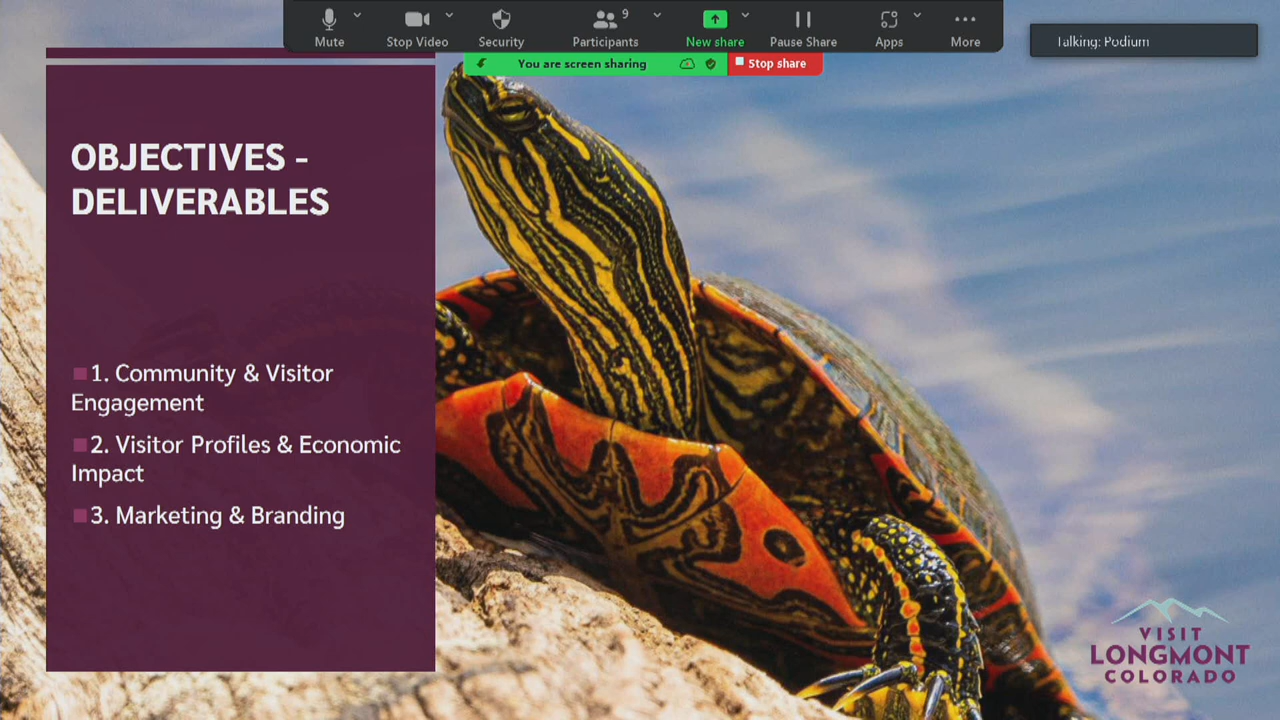 9
Mute
Stop Video
Security
Participants
New share
Pause Share
Apps
More
Talking: Podium
You are screen sharing
Stop share
OBJECTIVES -
DELIVERABLES
1. Community & Visitor
Engagement
2. Visitor Profiles & Economic
Impact
3. Marketing & Branding
VISIT
LONGMONT
COLORADO